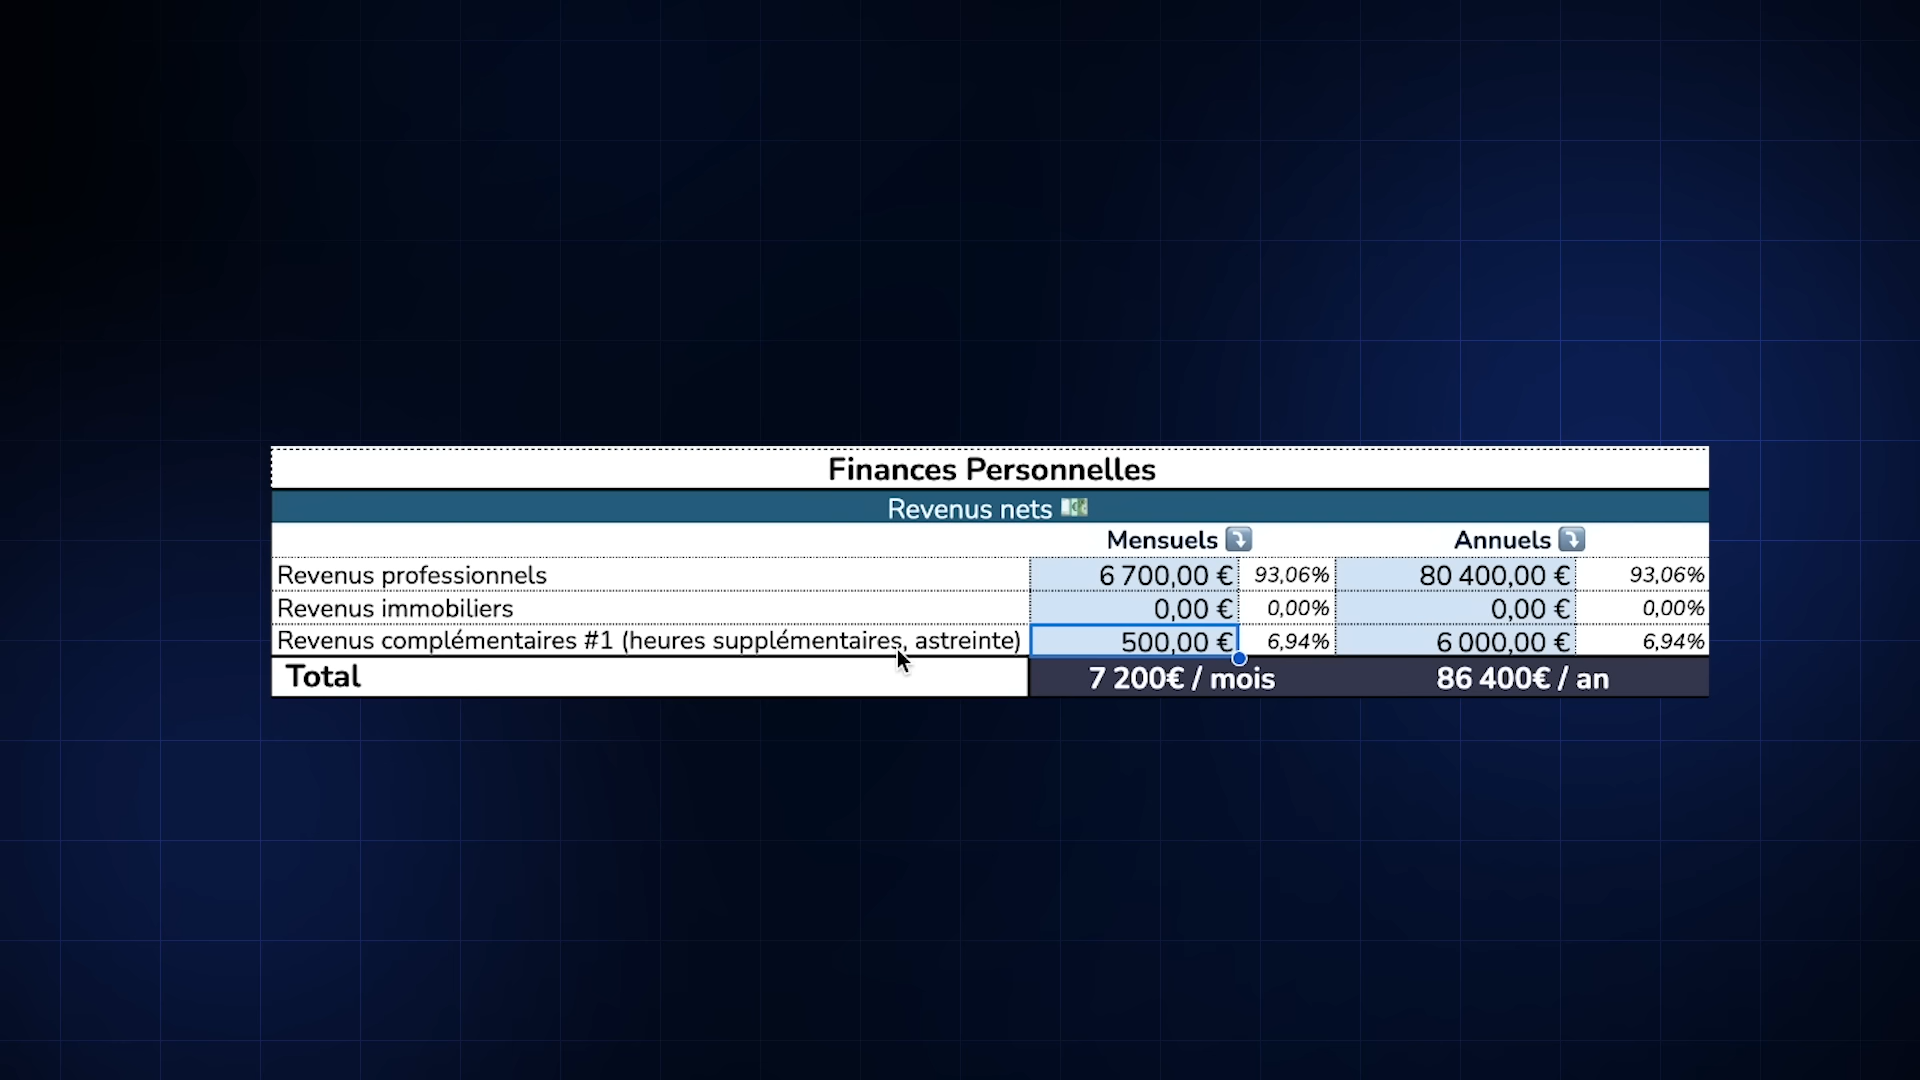 Finances Personnelles
Revenus nets 💶
Mensuels ⤵️ Annuels ⤵️
Revenus professionnels 6 700,00 € 93,06% 80 400,00 € 93,06%
Revenus immobiliers 0,00 € 0,00% 0,00 € 0,00%
Revenus complémentaires #1 (heures supplémentaires, astreinte) 500,00 € 6,94% 6 000,00 € 6,94%
Total 7 200€ / mois 86 400€ / an